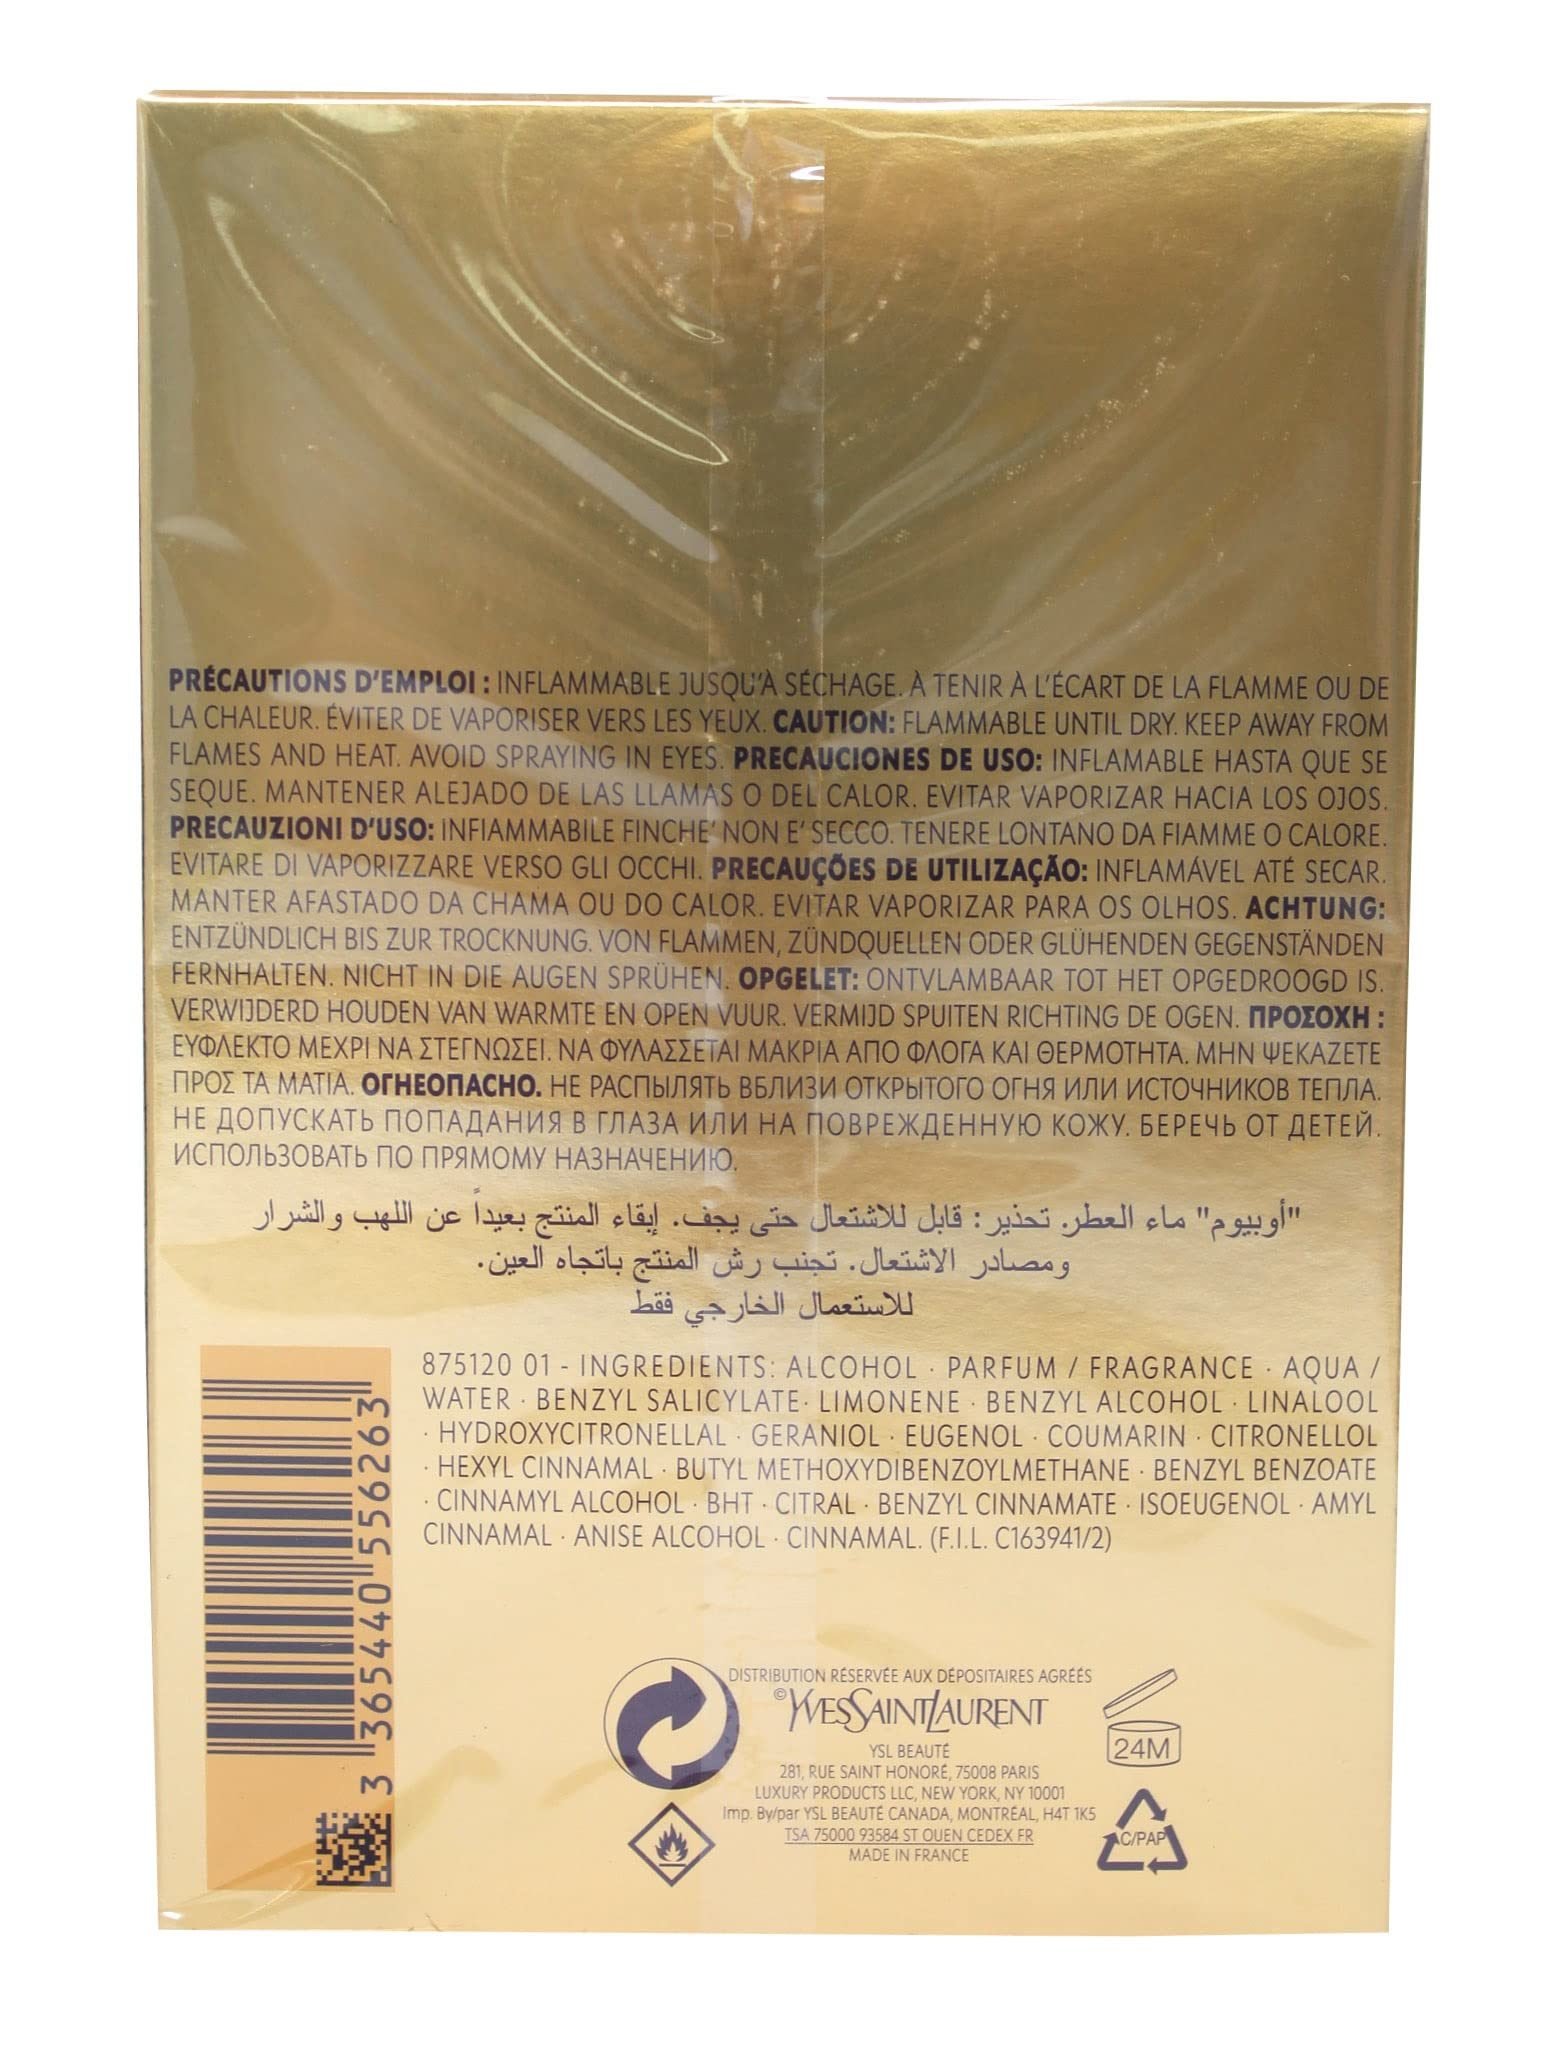 PRÉCAUTIONS D'EMPLOI : INFLAMMABLE JUSQU'À SÉCHAGE. À TENIR À L'ÉCART DE LA FLAMME OU DE
LA CHALEUR. ÉVITER DE VAPORISER VERS LES YEUX. CAUTION: FLAMMABLE UNTIL DRY. KEEP AWAY FROM
FLAMES AND HEAT. AVOID SPRAYING IN EYES. PRECAUCIONES DE USO: INFLAMABLE HASTA QUE SE
SEQUE. MANTENER ALEJADO DE LAS LLAMAS O DEL CALOR. EVITAR VAPORIZAR HACIA LOS OJOS.
PRECAUZIONI D'USO: INFIAMMABILE FINCHE' NON E' SECCO. TENERE LONTANO DA FIAMME O CALORE.
EVITARE DI VAPORIZZARE VERSO GLI OCCHI. PRECAUÇÕES DE UTILIZAÇÃO: INFLAMÁVEL ATÉ SECAR.
MANTER AFASTADO DA CHAMA OU DO CALOR. EVITAR VAPORIZAR PARA OS OLHOS. ACHTUNG:
ENTZÜNDLICH BIS ZUR TROCKNUNG. VON FLAMMEN, ZÜNDQUELLEN ODER GLÜHENDEN GEGENSTÄNDEN
FERNHALTEN. NICHT IN DIE AUGEN SPRÜHEN. OPGELET: ONTVLAMBAAR TOT HET OPGEDROOGD IS.
VERWIJDERD HOUDEN VAN WARMTE EN OPEN VUUR. VERMIJD SPUITEN RICHTING DE OGEN. ΠΡΟΣΟΧΗ :
ΕΥΦΛΕΚΤΟ ΜΕΧΡΙ ΝΑ ΣΤΕΓΝΩΣΕΙ. ΝΑ ΦΥΛΑΣΣΕΤΑΙ ΜΑΚΡΙΑ ΑΠΟ ΦΛΟΓΑ ΚΑΙ ΘΕΡΜΟΤΗΤΑ. ΜΗΝ ΨΕΚΑΖΕΤΕ
ΠΡΟΣ ΤΑ ΜΑΤΙΑ. ОГНЕОПАСНО. НЕ РАСПЫЛЯТЬ ВБЛИЗИ ОТКРЫТОГО ОГНЯ ИЛИ ИСТОЧНИКОВ ТЕПЛА.
НЕ ДОПУСКАТЬ ПОПАДАНИЯ В ГЛАЗА ИЛИ НА ПОВРЕЖДЕННУЮ КОЖУ. БЕРЕЧЬ ОТ ДЕТЕЙ.
ИСПОЛЬЗОВАТЬ ПО ПРЯМОМУ НАЗНАЧЕНИЮ.
"أوبيوم" ماء العطر. تحذير : قابل للاشتعال حتى يجف. إبقاء المنتج بعيداً عن اللهب والشرار
ومصادر الاشتعال. تجنب رش المنتج باتجاه العين.
للاستعمال الخارجي فقط
875120 01 - INGREDIENTS: ALCOHOL · PARFUM / FRAGRANCE · AQUA /
WATER · BENZYL SALICYLATE· LIMONENE · BENZYL ALCOHOL · LINALOOL
· HYDROXYCITRONELLAL · GERANIOL · EUGENOL · COUMARIN · CITRONELLOL
· HEXYL CINNAMAL · BUTYL METHOXYDIBENZOYLMETHANE · BENZYL BENZOATE
· CINNAMYL ALCOHOL · BHT · CITRAL · BENZYL CINNAMATE · ISOEUGENOL · AMYL
CINNAMAL · ANISE ALCOHOL · CINNAMAL. (F.I.L. C163941/2)
3 365440 556263
DISTRIBUTION RÉSERVÉE AUX DÉPOSITAIRES AGRÉÉS
©YVESSAINTLAURENT
YSL BEAUTÉ
281, RUE SAINT HONORÉ, 75008 PARIS
LUXURY PRODUCTS LLC, NEW YORK, NY 10001
Imp. By/par YSL BEAUTÉ CANADA, MONTRÉAL, H4T 1K5
TSA 75000 93584 ST OUEN CEDEX FR
MADE IN FRANCE
24M
C/PAP